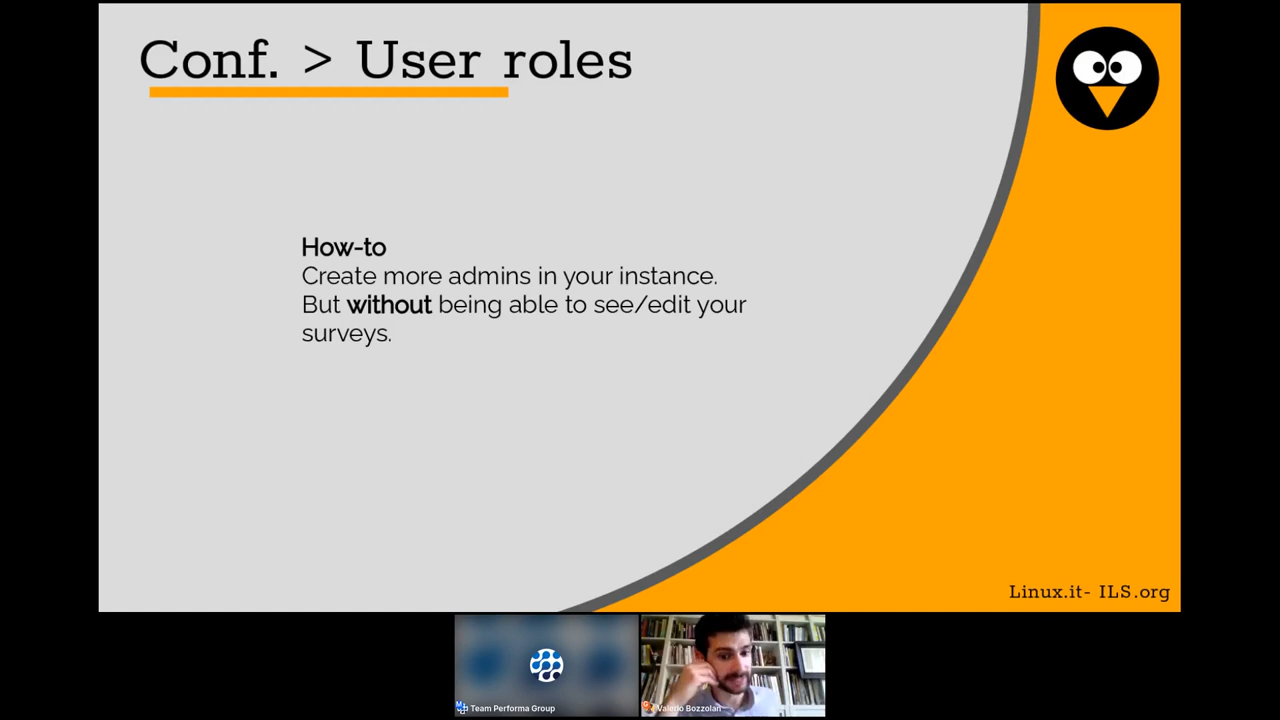 Conf. > User roles
How-to
Create more admins in your instance.
But without being able to see/edit your
surveys.
Linux.it- ILS.org
Team Performa Group
Valerio Bozzolan